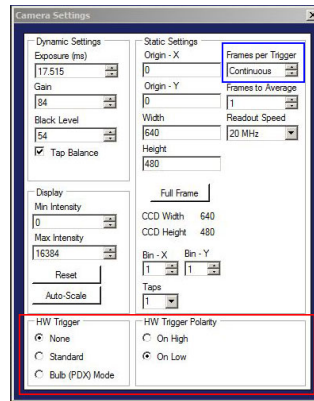 Camera Settings
Dynamic Settings
Exposure (ms)
17.515
Gain
84
Black Level
54
Tap Balance
Display
Min Intensity
0
Max Intensity
16384
Reset
Auto-Scale
Static Settings
Origin - X
0
Origin - Y
0
Width
640
Height
480
Frames per Trigger
Continuous
Frames to Average
1
Readout Speed
20 MHz
Full Frame
CCD Width 640
CCD Height 480
Bin - X Bin - Y
1 1
Taps
1
HW Trigger
None
Standard
Bulb (PDX) Mode
HW Trigger Polarity
On High
On Low